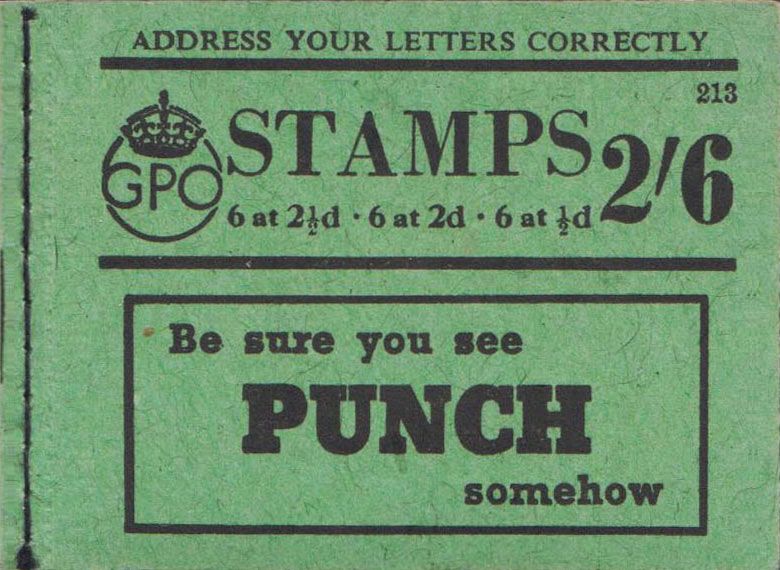 ADDRESS YOUR LETTERS CORRECTLY
213
GPO
STAMPS 2/6
6 at 2½d · 6 at 2d · 6 at ½d
Be sure you see
PUNCH
somehow